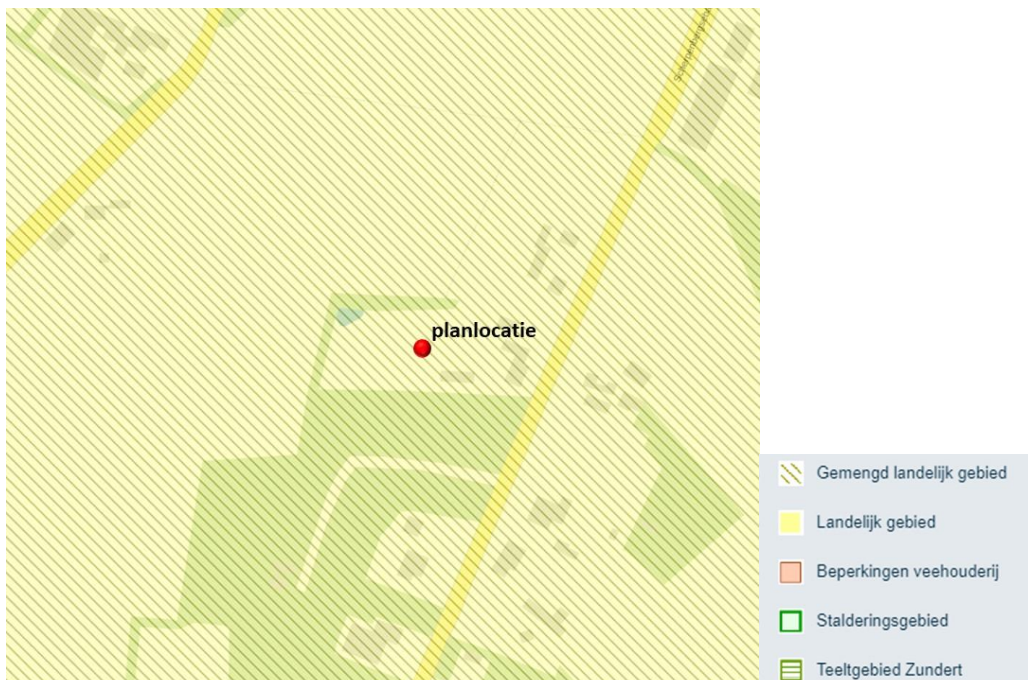 planlocatie
Gemengd landelijk gebied
Landelijk gebied
Beperkingen veehouderij
Stalderingsgebied
Teeltgebied Zundert